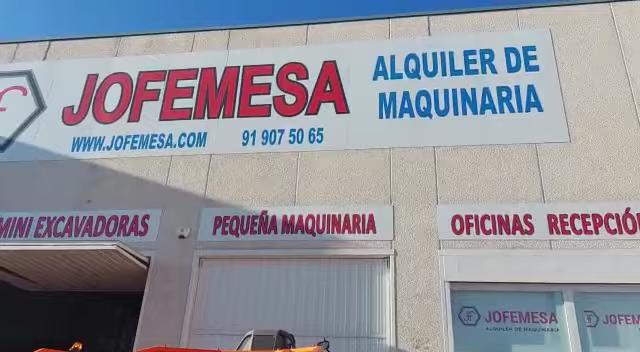 JOFEMESA
ALQUILER DE
MAQUINARIA
WWW.JOFEMESA.COM 91 907 50 65
MINI EXCAVADORAS
PEQUEÑA MAQUINARIA
OFICINAS RECEPCIÓN
JOFEMESA
ALQUILER DE MAQUINARIA
JOFEM